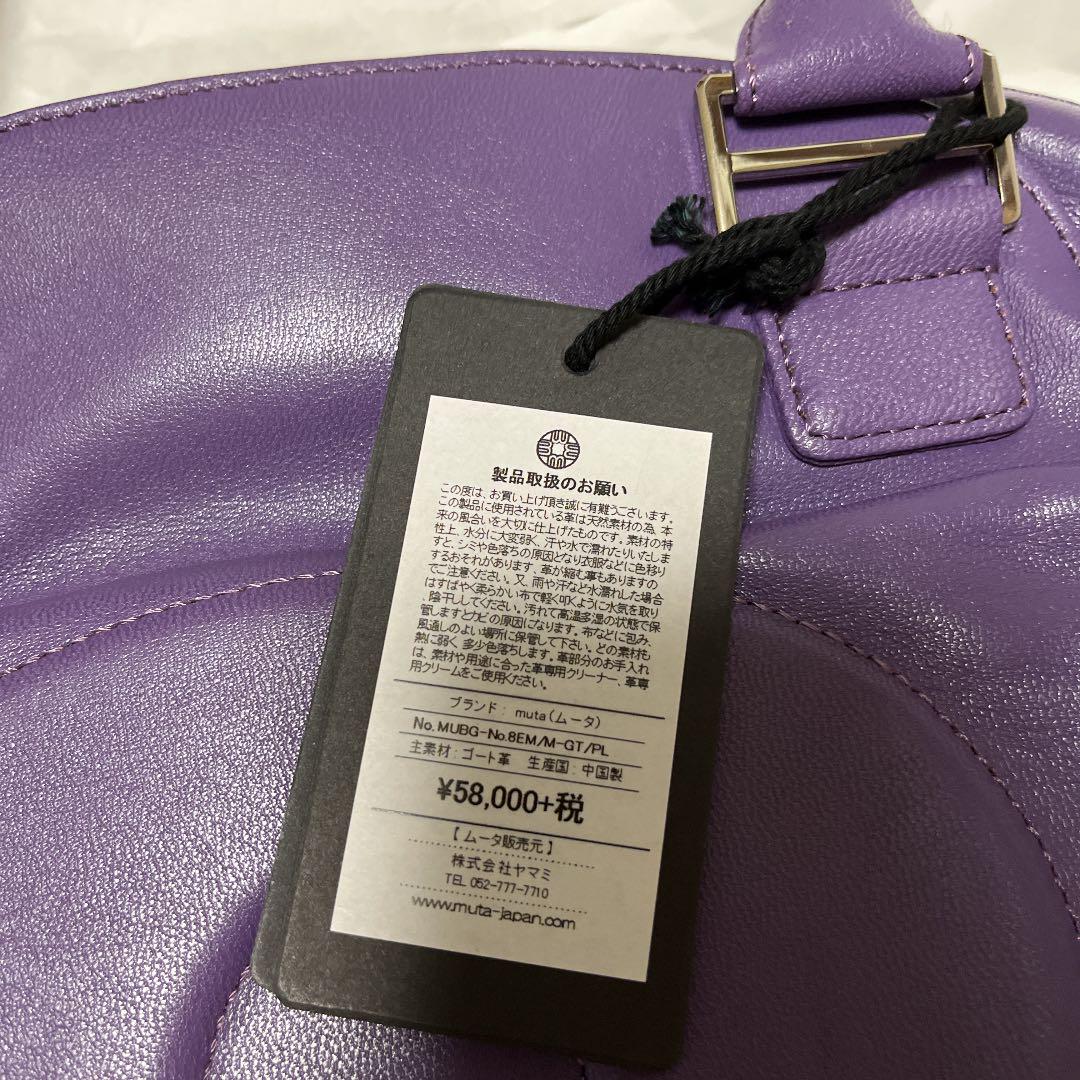 製品取扱のお願い
この度は、お買い上げ頂き誠に有難うございます。
この製品に使用されている革は天然素材の為、本
来の風合いを大切に仕上げたものです。素材の特
性上、水分に大変弱く、汗や水で濡れたりいたしま
すと、シミや色落ちの原因となり衣服などに色移り
するおそれがあります、革が縮む事もありますの
でご注意ください。又、雨や汗など水濡れした場合
はすばやく柔らかい布で軽く叩くように水気を取り
、陰干ししてください。汚れて高温多湿の状態で保
管しますとカビの原因になります。布などに包み、
風通しのよい場所に保管して下さい。どの素材も
熱に弱く、多少色落ちします。革部分のお手入れ
は、素材や用途に合った革専用クリーナー、革専
用クリームをご使用ください。
ブランド： muta（ムータ）
No.MUBG-No.8EM/M-GT/PL
主素材：ゴート革 生産国：中国製
¥58,000+税
【ムータ販売元】
株式会社ヤマミ
TEL 052-777-7710
www.muta-japan.com